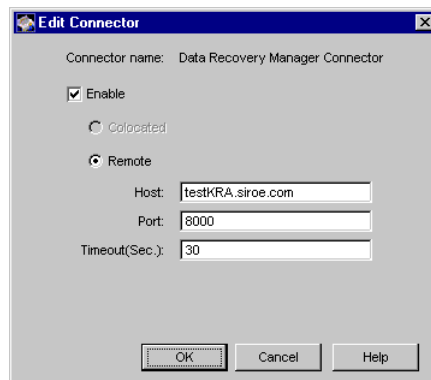 Edit Connector
Connector name: Data Recovery Manager Connector
Enable
Colocated
Remote
Host: testKRA.siroe.com
Port: 8000
Timeout(Sec.): 30
OK Cancel Help